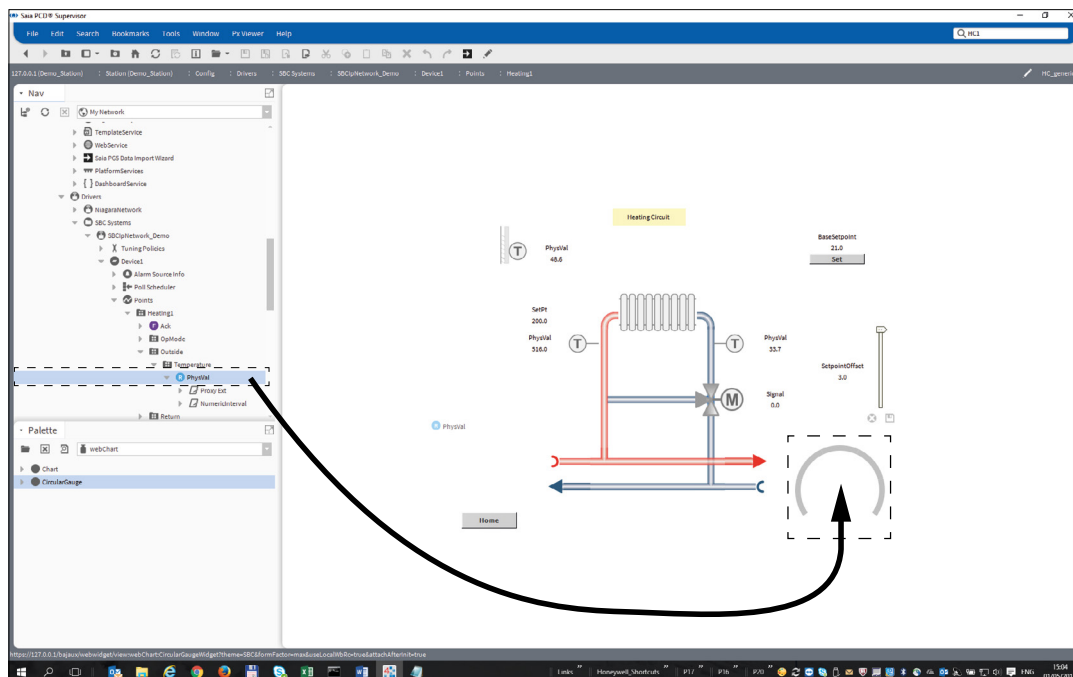 Saia PCD® Supervisor
File Edit Search Bookmarks Tools Window Px Viewer Help
HC1
127.0.0.1 (Demo_Station) : Station (Demo_Station) : Config : Drivers : SBC Systems : SBCIpNetwork_Demo : Device1 : Points : Heating1
HC_generic
Nav
My Network
TemplateService
WebService
Saia PG5 Data Import Wizard
PlatformServices
DashboardService
Drivers
NiagaraNetwork
SBC Systems
SBCIpNetwork_Demo
Tuning Policies
Device1
Alarm Source Info
Poll Scheduler
Points
Heating1
Ack
OpMode
Outside
Temperature
PhysVal
Proxy Ext
NumericInterval
Return
Palette
webChart
Chart
CircularGauge
Heating Circuit
T
PhysVal
48.6
BaseSetpoint
21.0
Set
SetPt
200.0
PhysVal
516.0
T
T
PhysVal
33.7
SetpointOffset
3.0
M
Signal
0.0
PhysVal
Home
https://127.0.0.1/bajaux/webwidget/view:webChart:CircularGaugeWidget?theme=SBC&formFactor=max&useLocalWbRc=true&attachAfterInit=true
Links " Honeywell_Shortcuts " P17 " P16 " P20 "
ENG
15:04